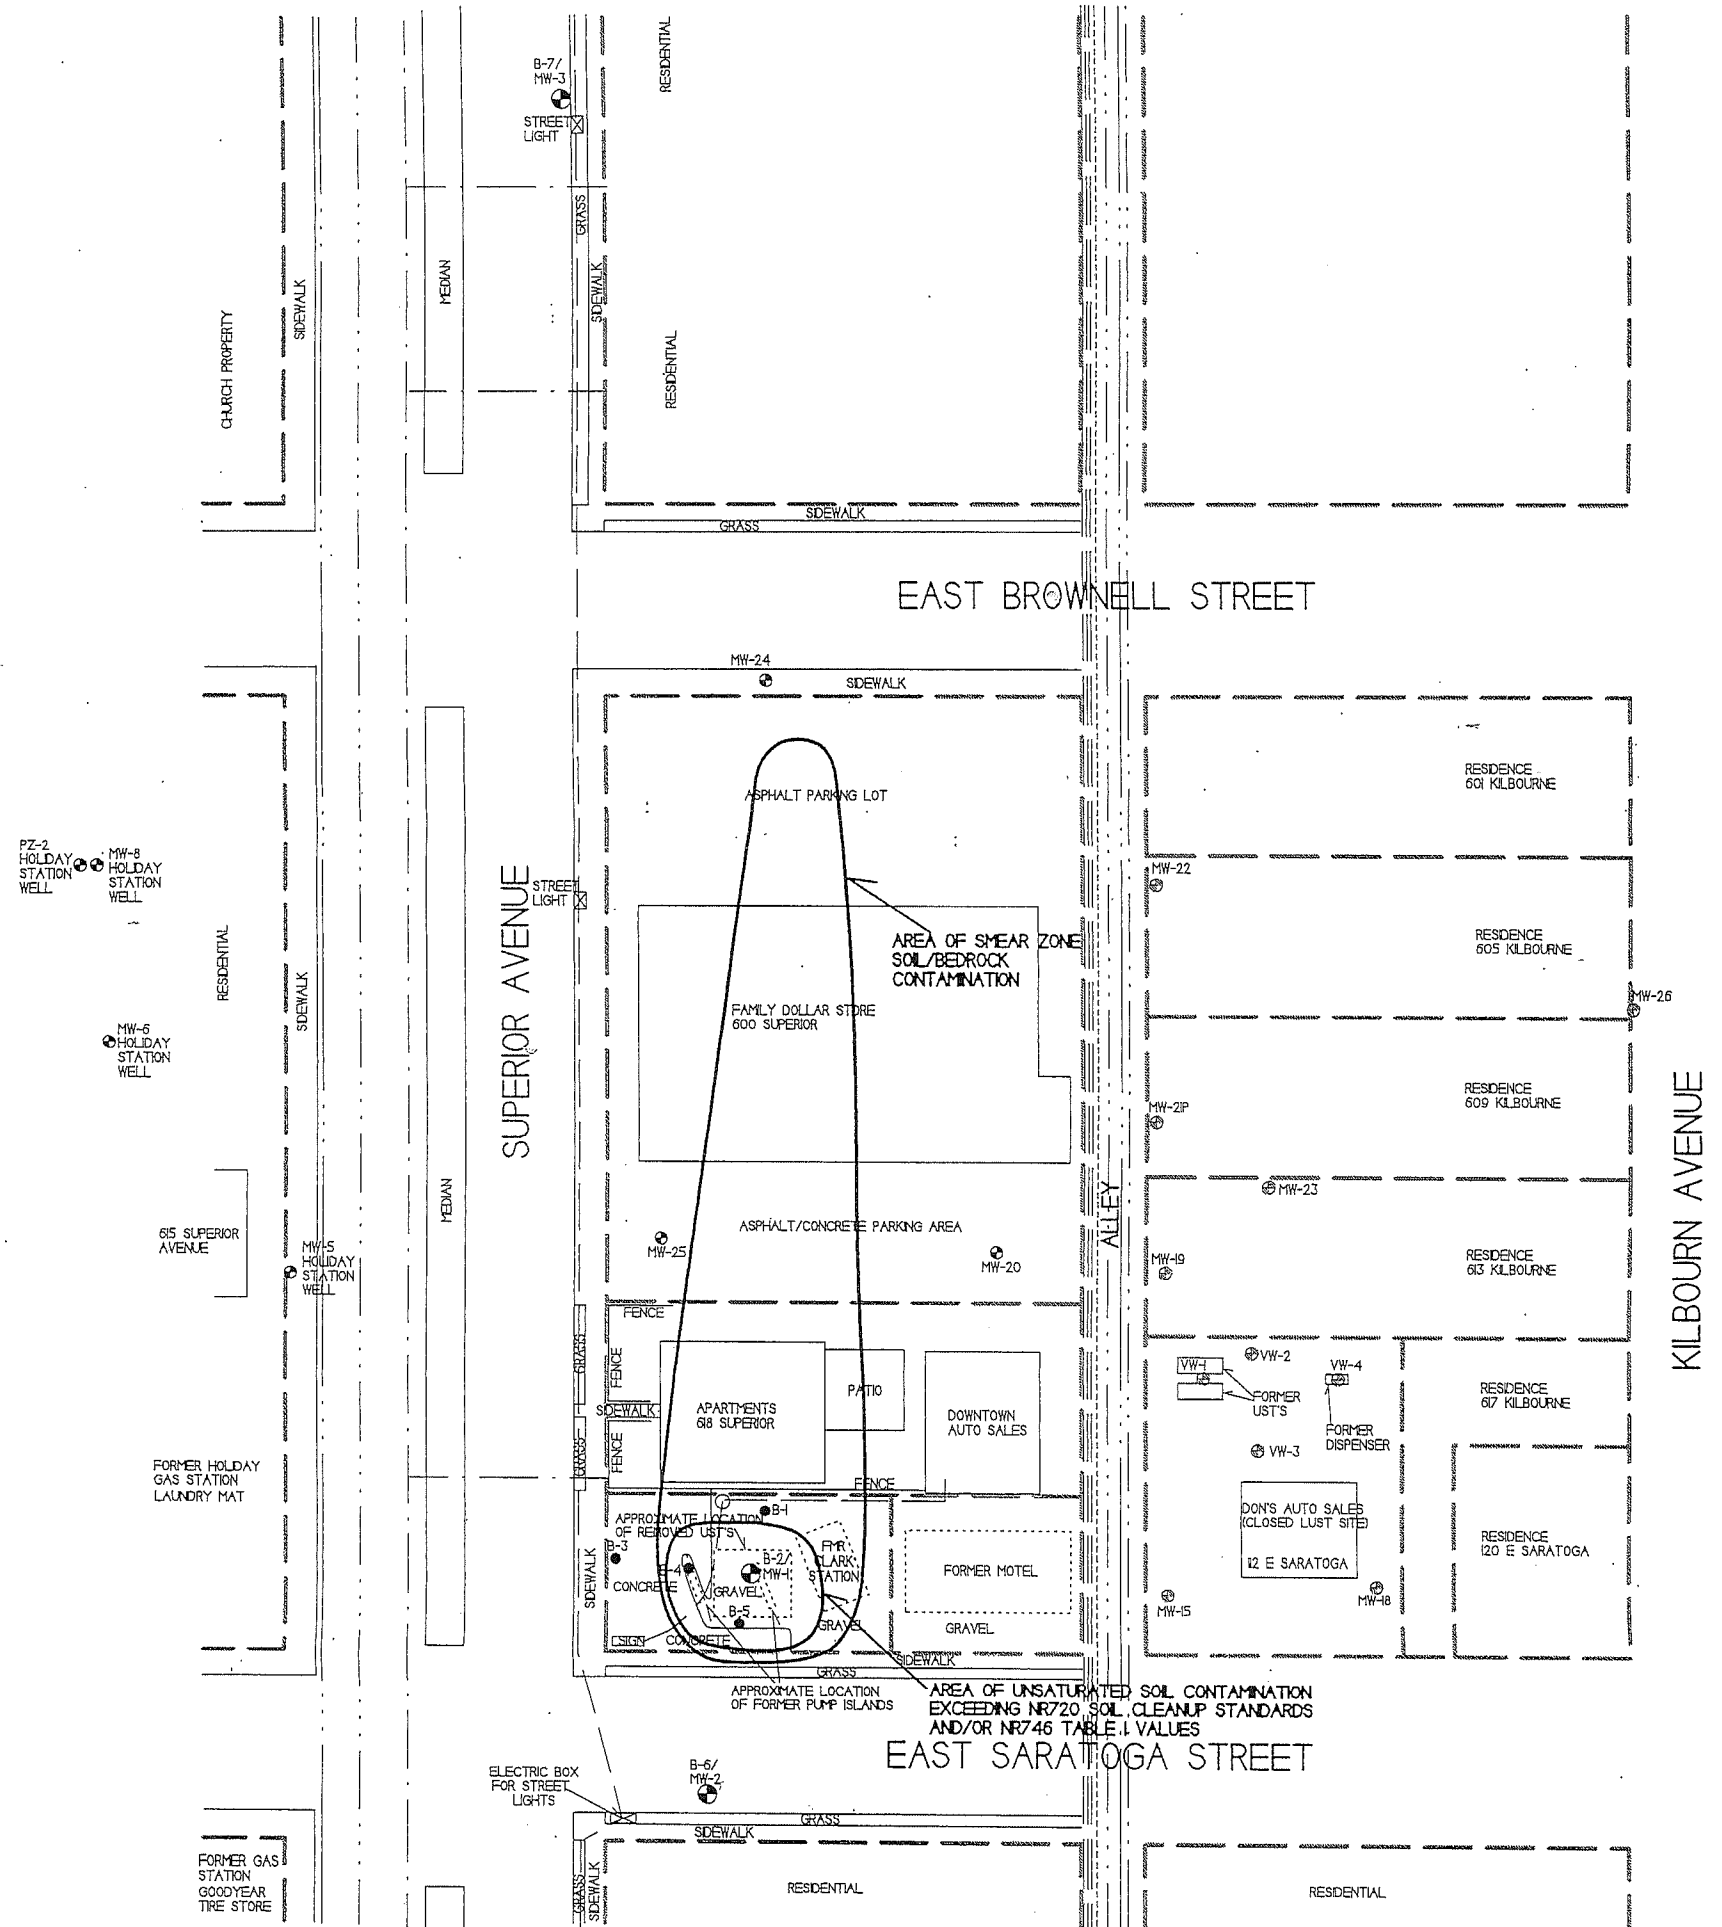 RESIDENTIAL
B-7/
MW-3
STREET
LIGHT
GRASS
SIDEWALK
MEDIAN
SIDEWALK
CHURCH PROPERTY
RESIDENTIAL
SIDEWALK
GRASS
EAST BROWNELL STREET
MW-24
SIDEWALK
RESIDENCE
601 KILBOURNE
ASPHALT PARKING LOT
PZ-2
HOLIDAY
STATION
WELL
MW-8
HOLIDAY
STATION
WELL
STREET
LIGHT
MW-22
SUPERIOR AVENUE
RESIDENTIAL
SIDEWALK
AREA OF SMEAR ZONE
SOIL/BEDROCK
CONTAMINATION
RESIDENCE
605 KILBOURNE
MW-26
FAMILY DOLLAR STORE
600 SUPERIOR
MW-6
HOLIDAY
STATION
WELL
RESIDENCE
609 KILBOURNE
MW-21P
KILBOURN AVENUE
MEDIAN
ALLEY
MW-23
615 SUPERIOR
AVENUE
MW-5
HOLIDAY
STATION
WELL
ASPHALT/CONCRETE PARKING AREA
MW-25
MW-20
MW-19
RESIDENCE
613 KILBOURNE
FENCE
GRASS
FENCE
PATIO
APARTMENTS
618 SUPERIOR
DOWNTOWN
AUTO SALES
SIDEWALK
GRASS
FENCE
FENCE
VW-1
VW-2
VW-4
FORMER
UST'S
FORMER
DISPENSER
VW-3
RESIDENCE
617 KILBOURNE
FORMER HOLIDAY
GAS STATION
LAUNDRY MAT
APPROXIMATE LOCATION
OF REMOVED UST'S
B-1
B-3
B-4
B-2/
MW-1
FMR
CLARK
STATION
CONCRETE
GRAVEL
B-5
GRAVEL
SIGN
CONCRETE
SIDEWALK
FORMER MOTEL
GRAVEL
DON'S AUTO SALES
(CLOSED LUST SITE)
112 E SARATOGA
RESIDENCE
120 E SARATOGA
MW-15
MW-18
SIDEWALK
GRASS
APPROXIMATE LOCATION
OF FORMER PUMP ISLANDS
AREA OF UNSATURATED SOIL CONTAMINATION
EXCEEDING NR720 SOIL CLEANUP STANDARDS
AND/OR NR746 TABLE 1 VALUES
EAST SARATOGA STREET
ELECTRIC BOX
FOR STREET
LIGHTS
B-6/
MW-2
GRASS
SIDEWALK
FORMER GAS
STATION
GOODYEAR
TIRE STORE
GRASS
SIDEWALK
RESIDENTIAL
RESIDENTIAL